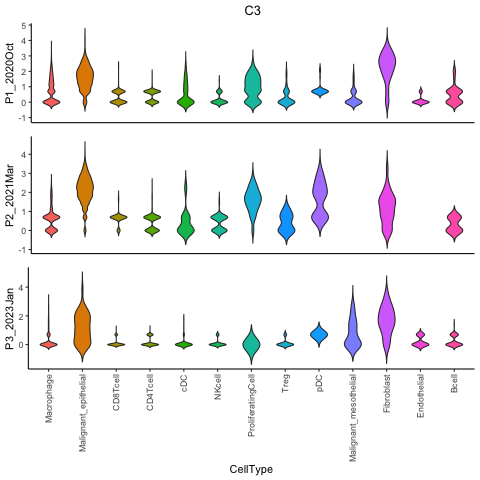 C3
P1_2020Oct
5
4
3
2
1
0
-1
P2_2021Mar
4
3
2
1
0
-1
P3_2023Jan
4
2
0
Macrophage
Malignant_epithelial
CD8Tcell
CD4Tcell
cDC
NKcell
ProliferatingCell
Treg
pDC
Malignant_mesothelial
Fibroblast
Endothelial
Bcell
CellType